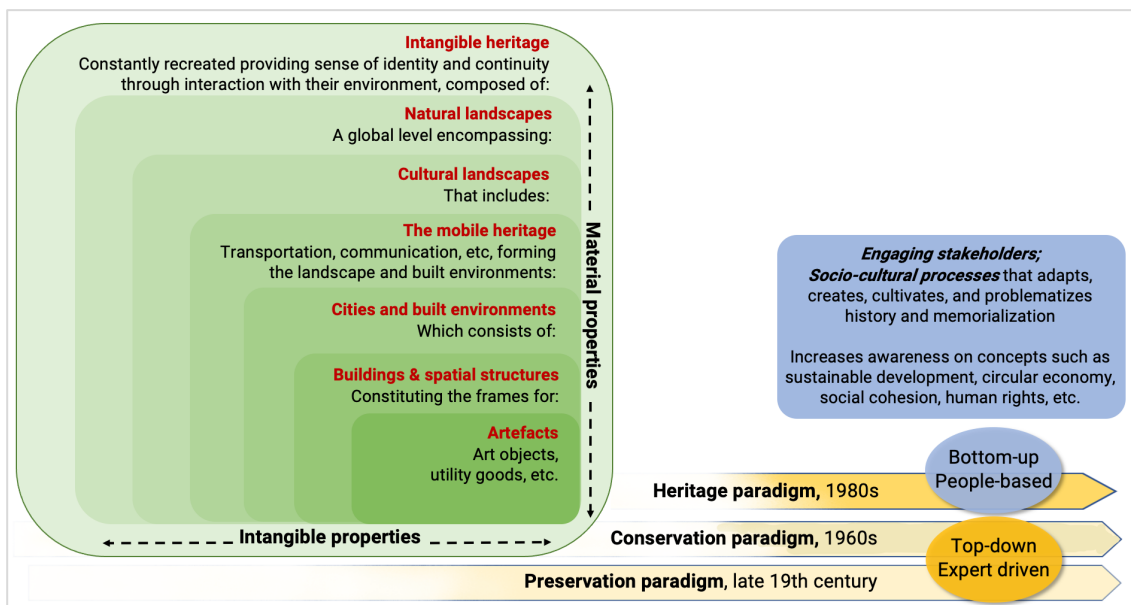 Intangible heritage
Constantly recreated providing sense of identity and continuity
through interaction with their environment, composed of:
Natural landscapes
A global level encompassing:
Cultural landscapes
That includes:
The mobile heritage
Transportation, communication, etc, forming
the landscape and built environments:
Cities and built environments
Which consists of:
Buildings & spatial structures
Constituting the frames for:
Artefacts
Art objects,
utility goods, etc.
Material properties
Intangible properties
Engaging stakeholders;
Socio-cultural processes that adapts,
creates, cultivates, and problematizes
history and memorialization
Increases awareness on concepts such as
sustainable development, circular economy,
social cohesion, human rights, etc.
Bottom-up
People-based
Heritage paradigm, 1980s
Conservation paradigm, 1960s
Top-down
Expert driven
Preservation paradigm, late 19th century